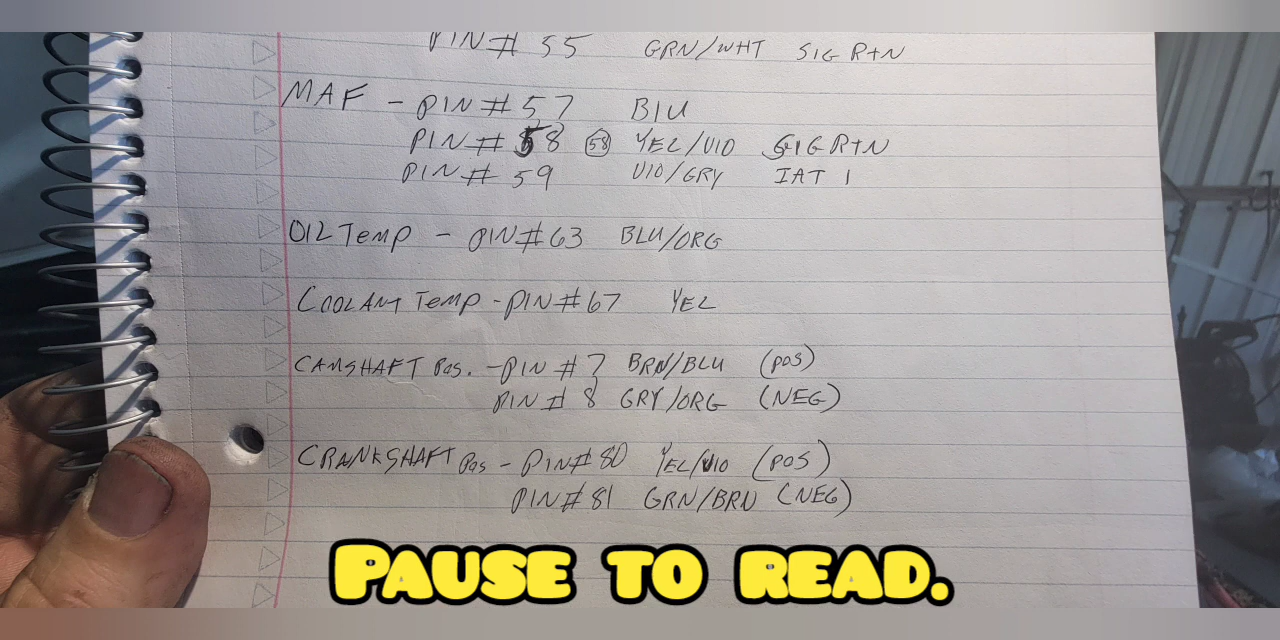 PIN # 55 GRN/WHT SIG RTN
MAF - PIN # 57 BLU
PIN # 58 58 YEL/VIO SIG RTN
PIN # 59 VIO/GRY IAT 1
OIL TEMP - PIN # 63 BLU/ORG
COOLANT TEMP - PIN # 67 YEL
CAMSHAFT POS. - PIN # 7 BRN/BLU (POS)
PIN # 8 GRY/ORG (NEG)
CRANKSHAFT POS - PIN # 80 YEL/VIO (POS)
PIN # 81 GRN/BRN (NEG)
PAUSE TO READ.